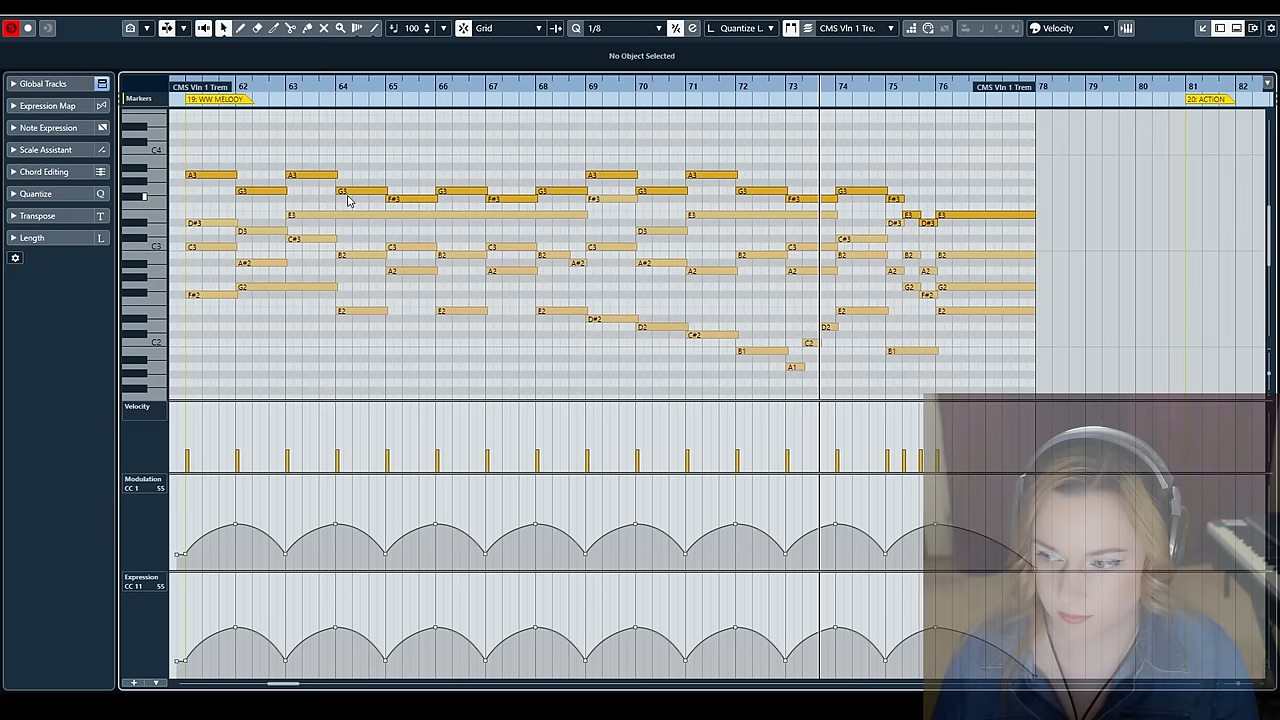 100 Grid 1/8 Quantize L. CMS Vln 1 Tre. Velocity
No Object Selected
Global Tracks
Expression Map
Note Expression
Scale Assistant
Chord Editing
Quantize Q
Transpose T
Length L
CMS Vln 1 Trem 62 63 64 65 66 67 68 69 70 71 72 73 74 75 76 CMS Vln 1 Trem 78 79 80 81 82
Markers 19: WW MELODY 20: ACTION
C4
A3 A3 A3 A3
G3 G3 G3 G3 G3 G3 G3
F#3 F#3 F#3 F#3 F#3
E3 E3 E3 E3
D#3 D#3 D#3
D3 D3
C#3 C#3
C3 C3 C3 C3 C3 C3
B2 B2 B2 B2 B2 B2 B2
A#2 A#2 A#2
A2 A2 A2 A2 A2 A2
G2 G2 G2
F#2 F#2
E2 E2 E2 E2 E2
D#2
D2 D2
C#2
C2 C2
B1 B1
A1
Velocity
Modulation
CC 1 55
Expression
CC 11 55